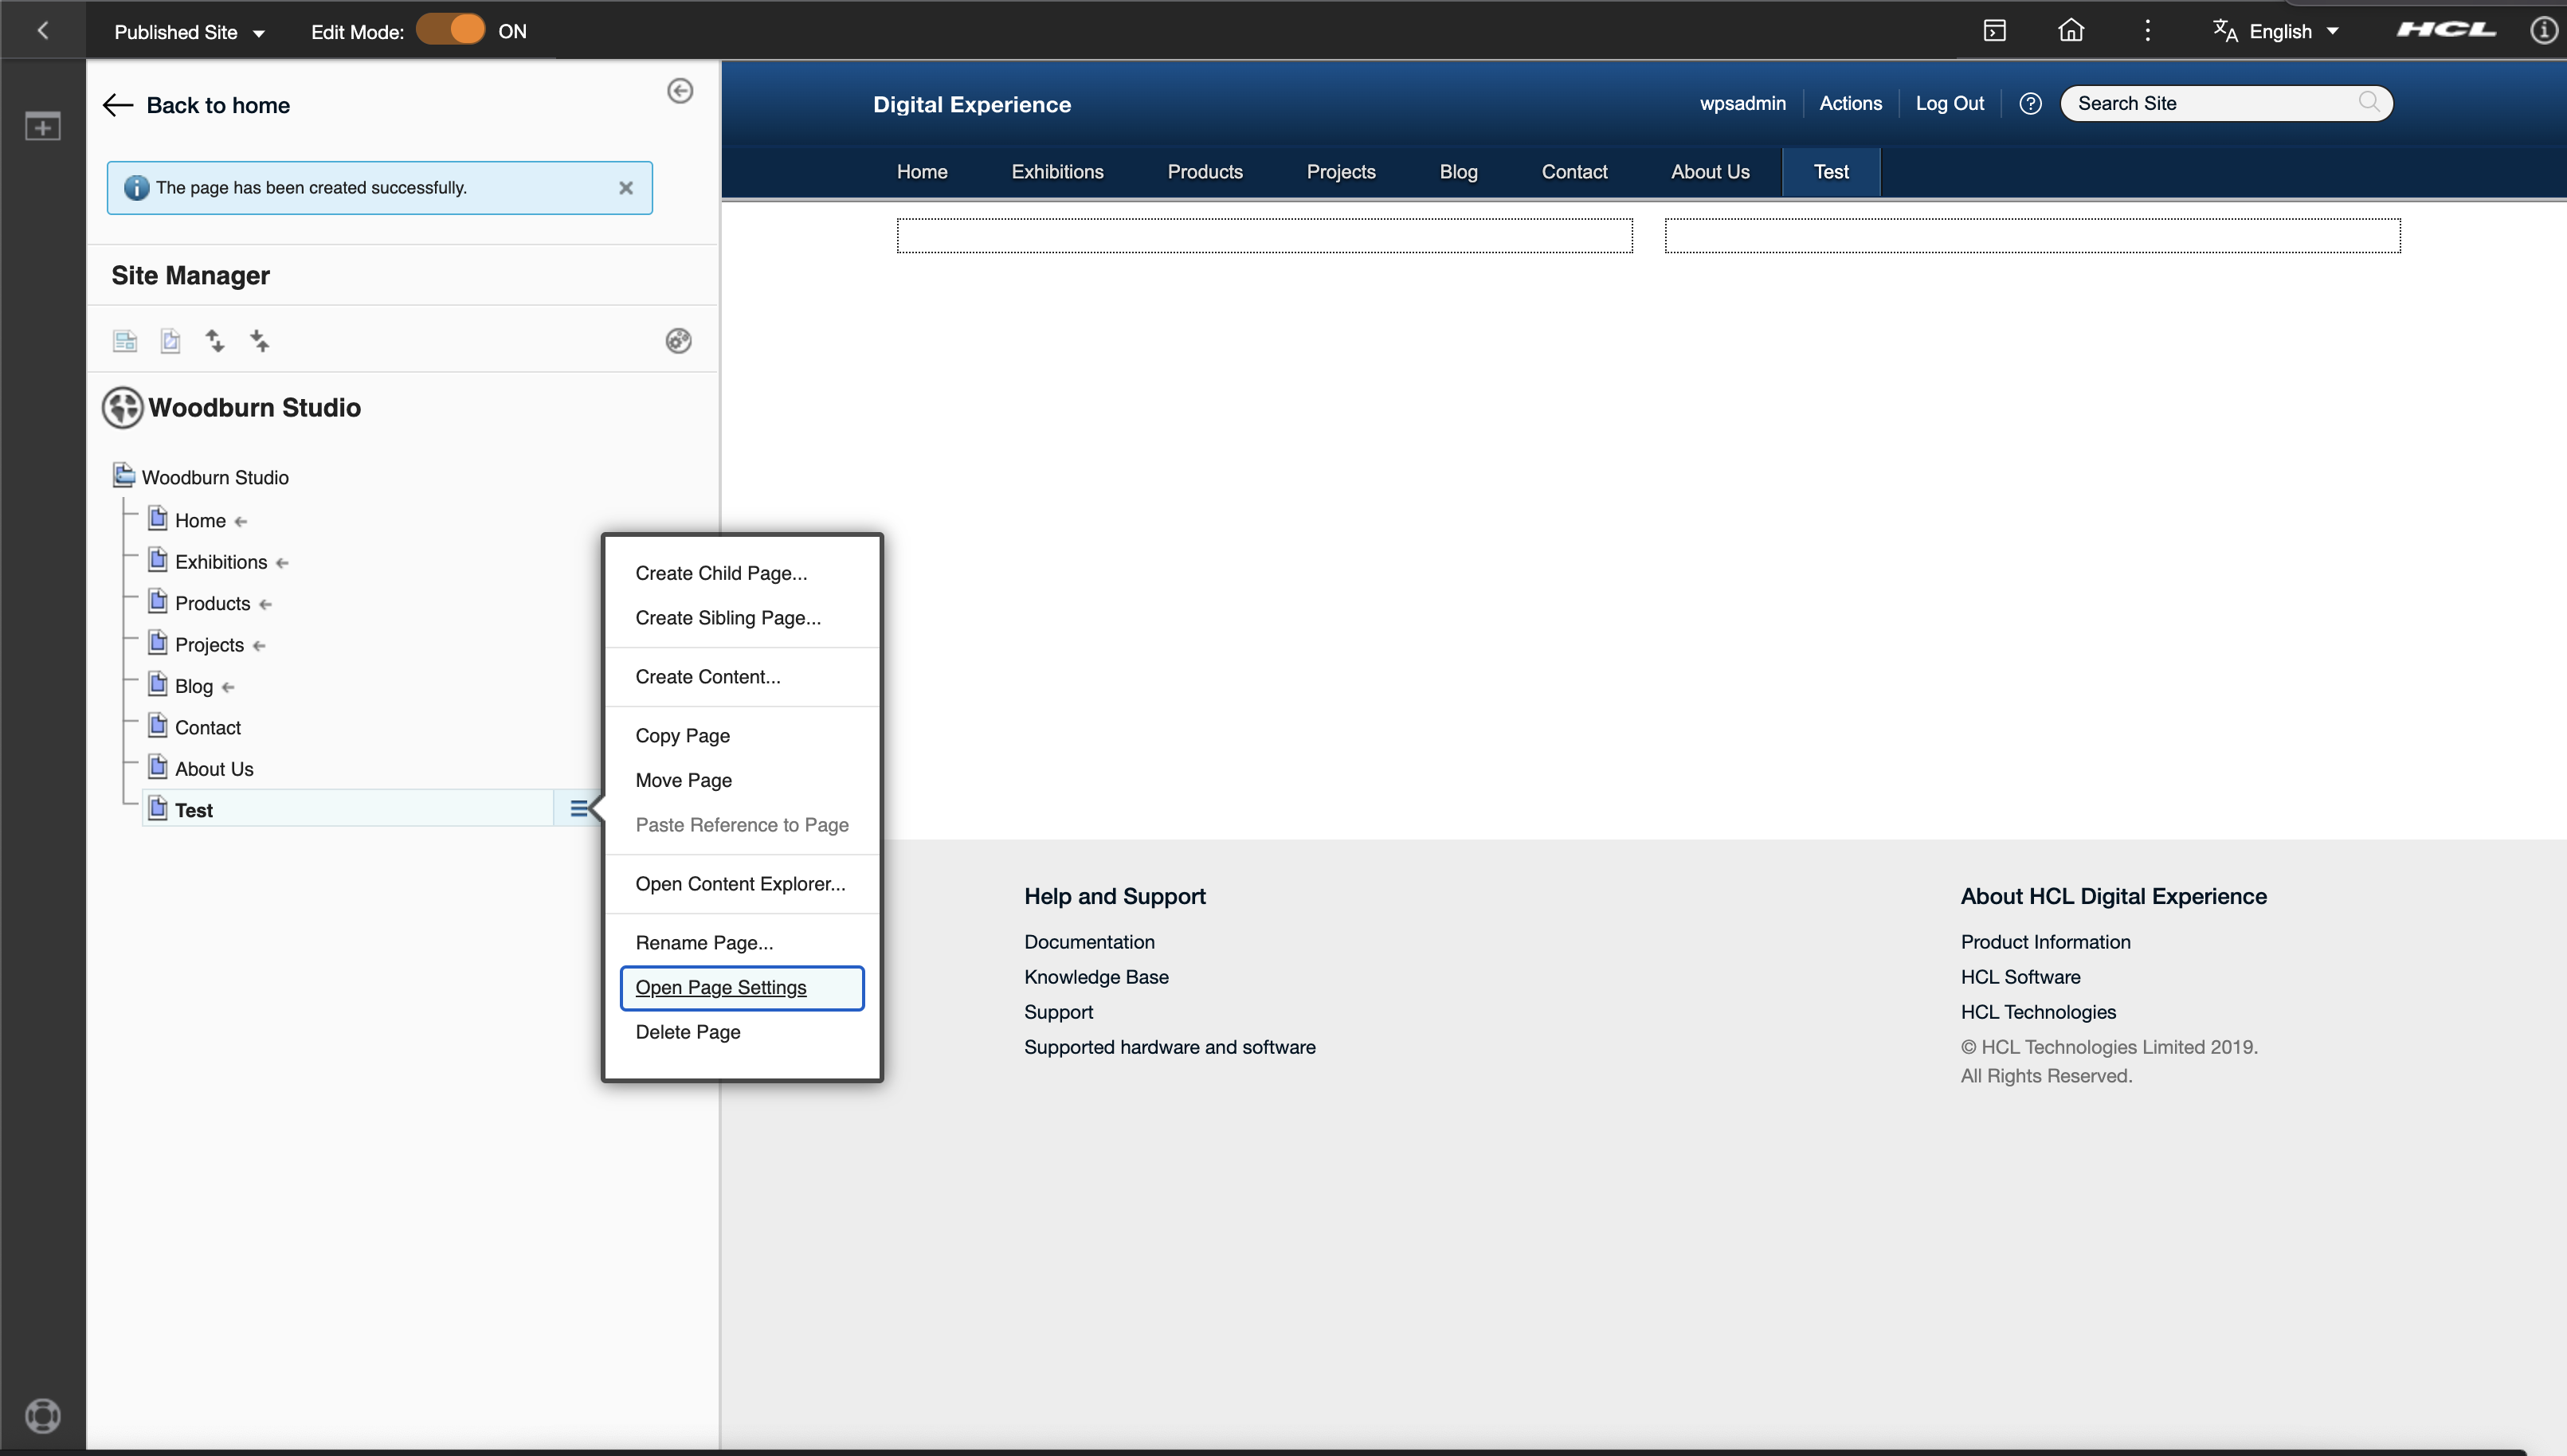 Published Site
Edit Mode:
ON
English
HCL
Back to home
The page has been created successfully.
Site Manager
Woodburn Studio
Woodburn Studio
Home
Exhibitions
Products
Projects
Blog
Contact
About Us
Test
Create Child Page...
Create Sibling Page...
Create Content...
Copy Page
Move Page
Paste Reference to Page
Open Content Explorer...
Rename Page...
Open Page Settings
Delete Page
Digital Experience
wpsadmin
Actions
Log Out
Search Site
Home
Exhibitions
Products
Projects
Blog
Contact
About Us
Test
Help and Support
Documentation
Knowledge Base
Support
Supported hardware and software
About HCL Digital Experience
Product Information
HCL Software
HCL Technologies
© HCL Technologies Limited 2019.
All Rights Reserved.